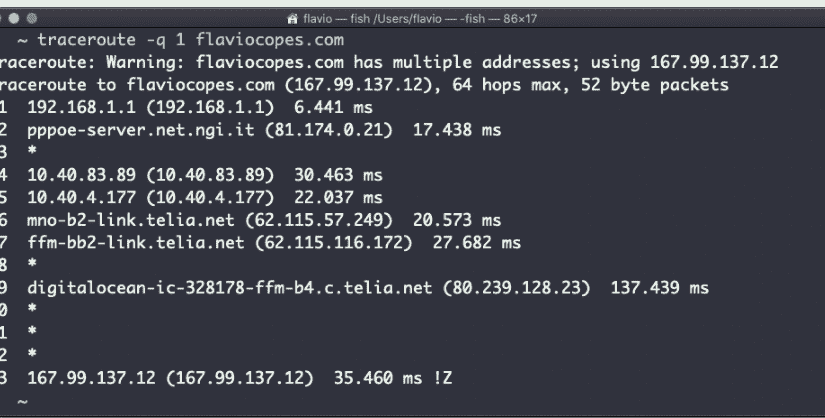 flavio — fish /Users/flavio — -fish — 86×17
~ traceroute -q 1 flaviocopes.com
raceroute: Warning: flaviocopes.com has multiple addresses; using 167.99.137.12
raceroute to flaviocopes.com (167.99.137.12), 64 hops max, 52 byte packets
1 192.168.1.1 (192.168.1.1) 6.441 ms
2 pppoe-server.net.ngi.it (81.174.0.21) 17.438 ms
3 *
4 10.40.83.89 (10.40.83.89) 30.463 ms
5 10.40.4.177 (10.40.4.177) 22.037 ms
6 mno-b2-link.telia.net (62.115.57.249) 20.573 ms
7 ffm-bb2-link.telia.net (62.115.116.172) 27.682 ms
8 *
9 digitalocean-ic-328178-ffm-b4.c.telia.net (80.239.128.23) 137.439 ms
0 *
1 *
2 *
3 167.99.137.12 (167.99.137.12) 35.460 ms !Z
~